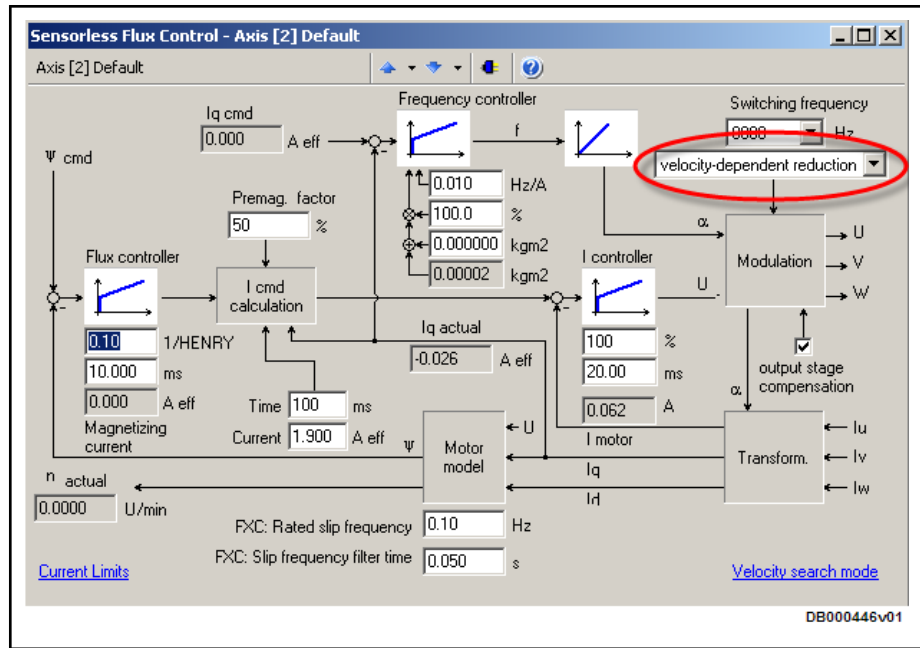 Sensorless Flux Control - Axis [2] Default
Axis [2] Default
Frequency controller
Switching frequency
Iq cmd
0.000 A eff
f
Hz
Ψ cmd
velocity-dependent reduction
0.010 Hz/A
Premag. factor
50 %
100.0 %
α
U
Flux controller
0.000000 kgm2
I controller
Modulation
V
I cmd
calculation
0.00002 kgm2
U
W
Iq actual
0.10 1/HENRY
-0.026 A eff
100 %
10.000 ms
20.00 ms
output stage
compensation
0.000 A eff
Time 100 ms
0.062 A
α
Magnetizing
current
Current 1.900 A eff
Ψ
Motor
model
U
I motor
Transform.
Iu
Iv
Iw
Iq
Id
n actual
0.0000 U/min
FXC: Rated slip frequency 0.10 Hz
FXC: Slip frequency filter time 0.050 s
Current Limits
Velocity search mode
DB000446v01